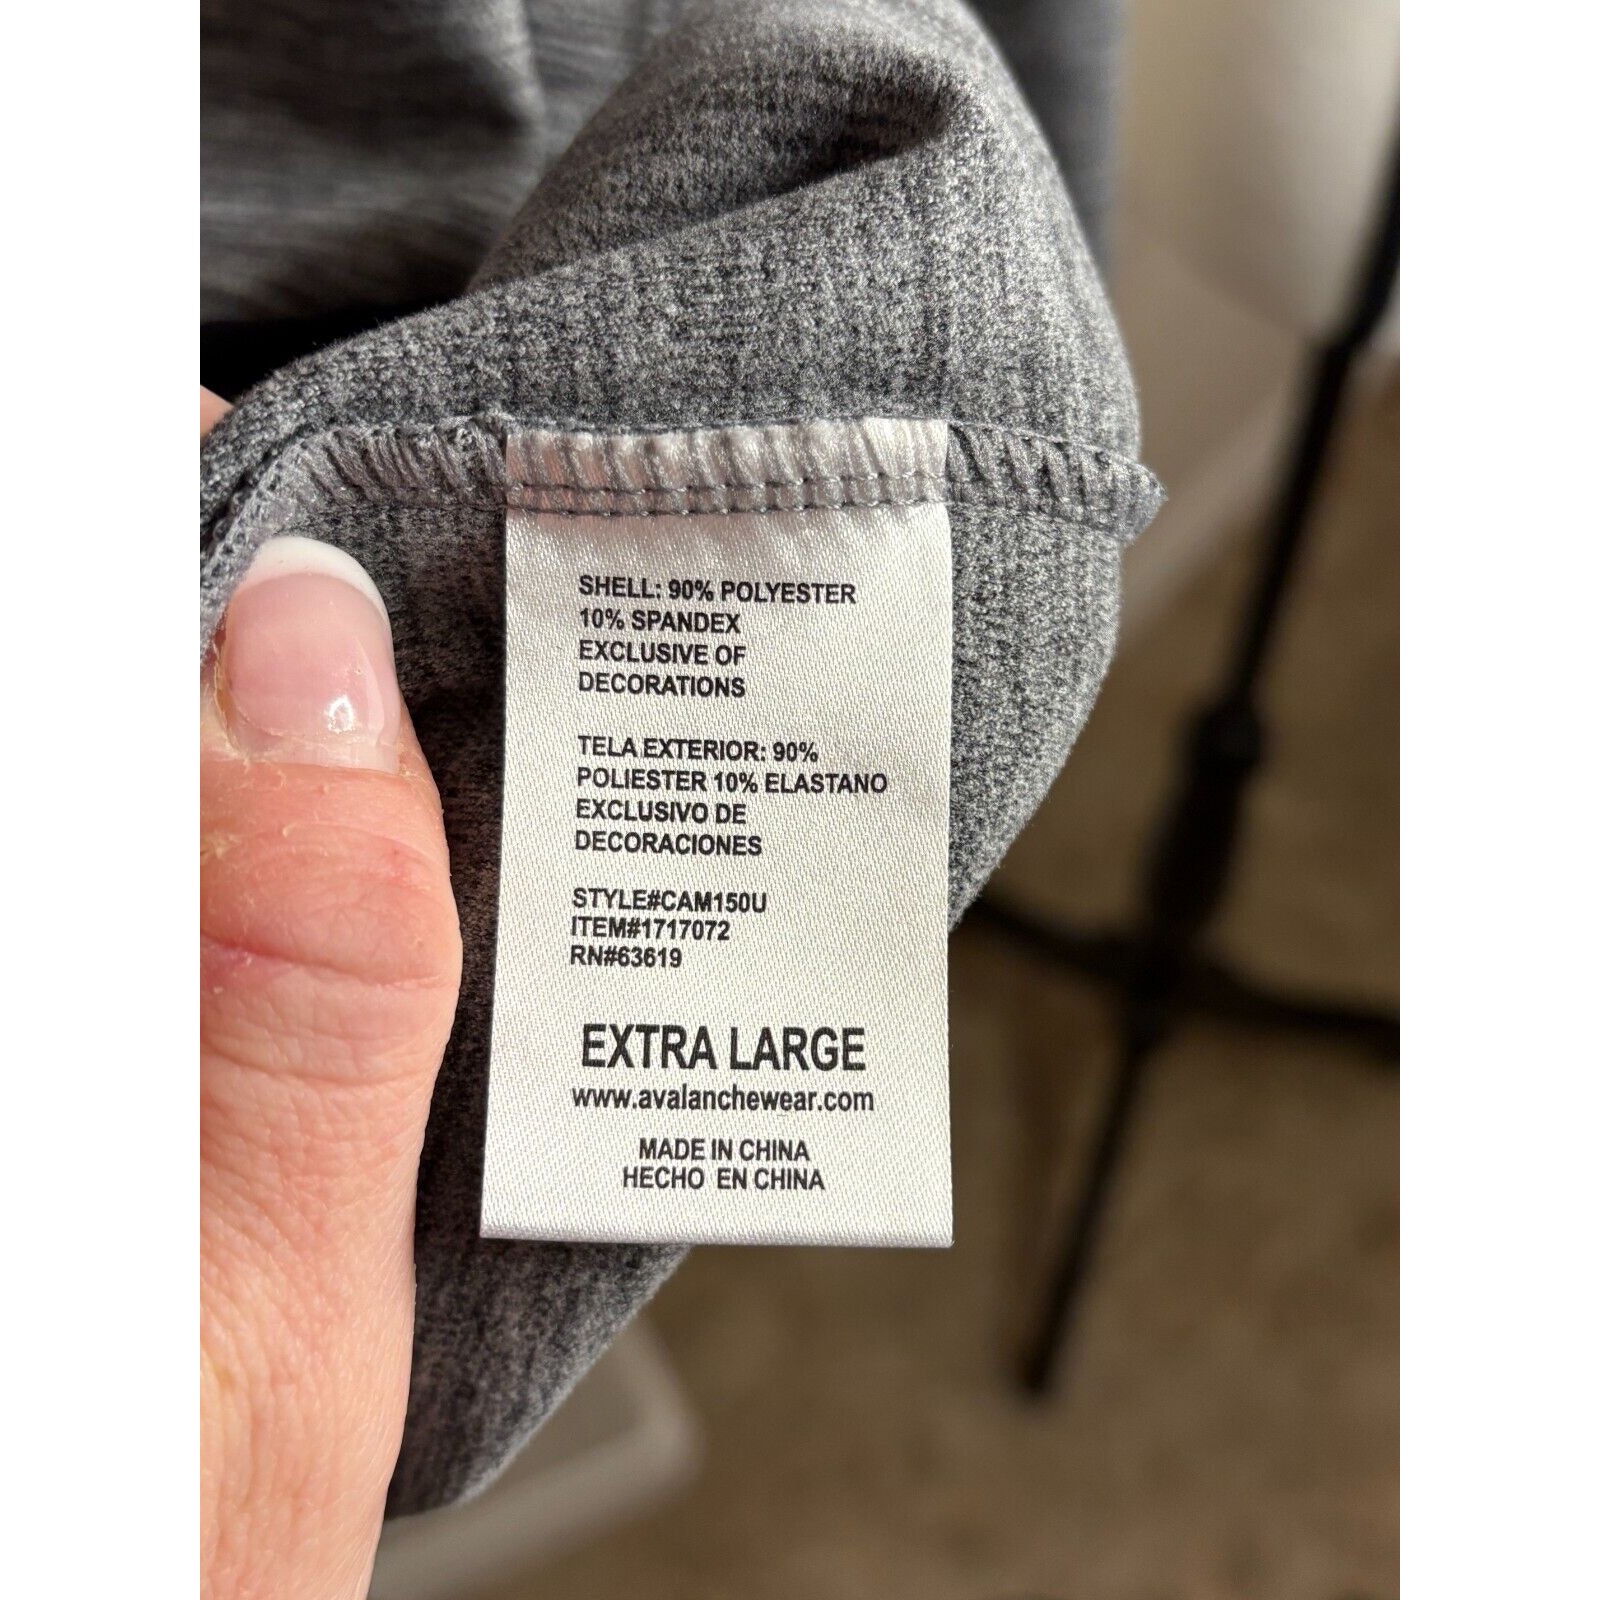 SHELL: 90% POLYESTER
10% SPANDEX
EXCLUSIVE OF
DECORATIONS
TELA EXTERIOR: 90%
POLIESTER 10% ELASTANO
EXCLUSIVO DE
DECORACIONES
STYLE#CAM150U
ITEM#1717072
RN#63619
EXTRA LARGE
www.avalanchewear.com
MADE IN CHINA
HECHO EN CHINA